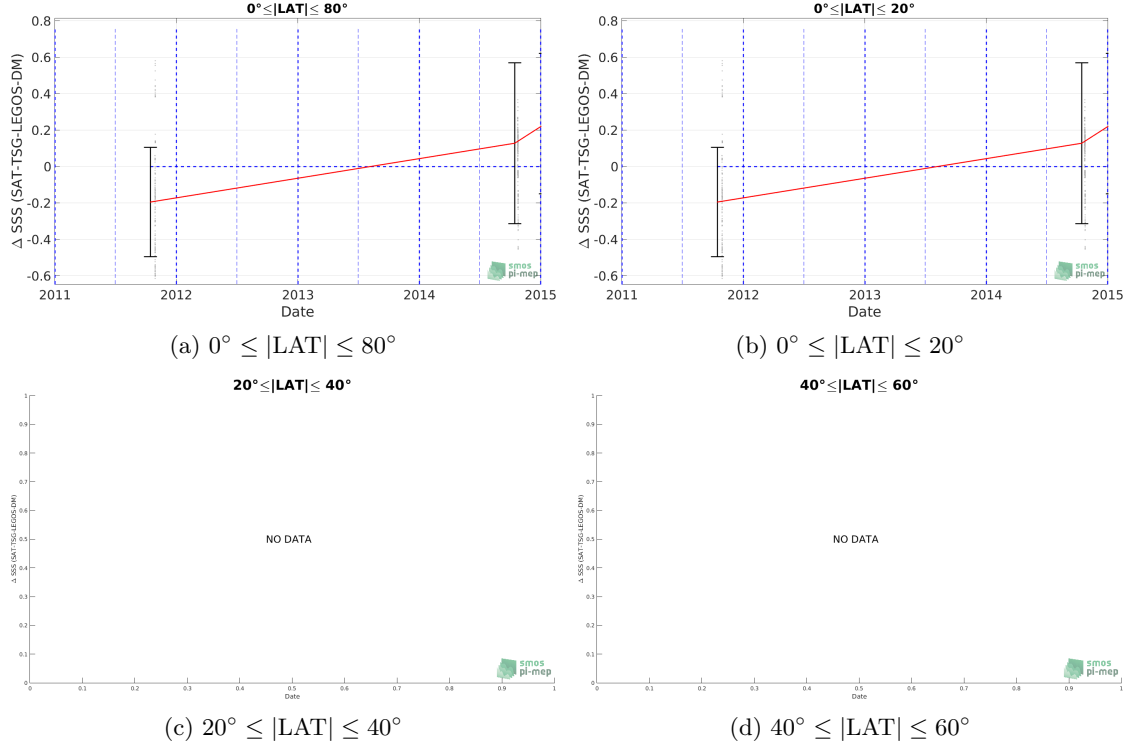 0°≤|LAT|≤ 80°
Δ SSS (SAT-TSG-LEGOS-DM)
0.8
0.6
0.4
0.2
0
-0.2
-0.4
-0.6
smos
pi-mep
2011 2012 2013 2014 2015
Date
(a) 0° ≤ |LAT| ≤ 80°
0°≤|LAT|≤ 20°
Δ SSS (SAT-TSG-LEGOS-DM)
0.8
0.6
0.4
0.2
0
-0.2
-0.4
-0.6
smos
pi-mep
2011 2012 2013 2014 2015
Date
(b) 0° ≤ |LAT| ≤ 20°
20°≤|LAT|≤ 40°
Δ SSS (SAT-TSG-LEGOS-DM)
1
0.9
0.8
0.7
0.6
0.5
0.4
0.3
0.2
0.1
0
NO DATA
smos
pi-mep
0 0.1 0.2 0.3 0.4 0.5 0.6 0.7 0.8 0.9 1
Date
(c) 20° ≤ |LAT| ≤ 40°
40°≤|LAT|≤ 60°
Δ SSS (SAT-TSG-LEGOS-DM)
1
0.9
0.8
0.7
0.6
0.5
0.4
0.3
0.2
0.1
0
NO DATA
smos
pi-mep
0 0.1 0.2 0.3 0.4 0.5 0.6 0.7 0.8 0.9 1
Date
(d) 40° ≤ |LAT| ≤ 60°